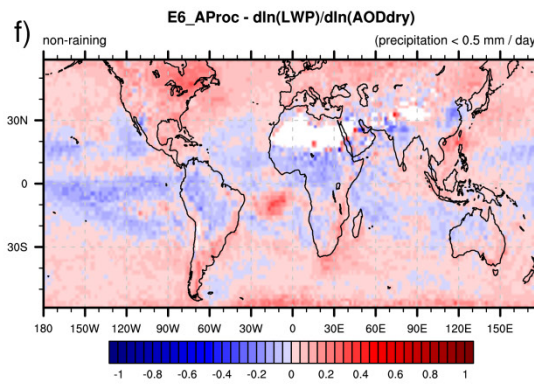 E6_AProc - dln(LWP)/dln(AODdry)
f)
non-raining (precipitation < 0.5 mm / day
30N
0
30S
180 150W 120W 90W 60W 30W 0 30E 60E 90E 120E 150E
-1 -0.8 -0.6 -0.4 -0.2 0 0.2 0.4 0.6 0.8 1